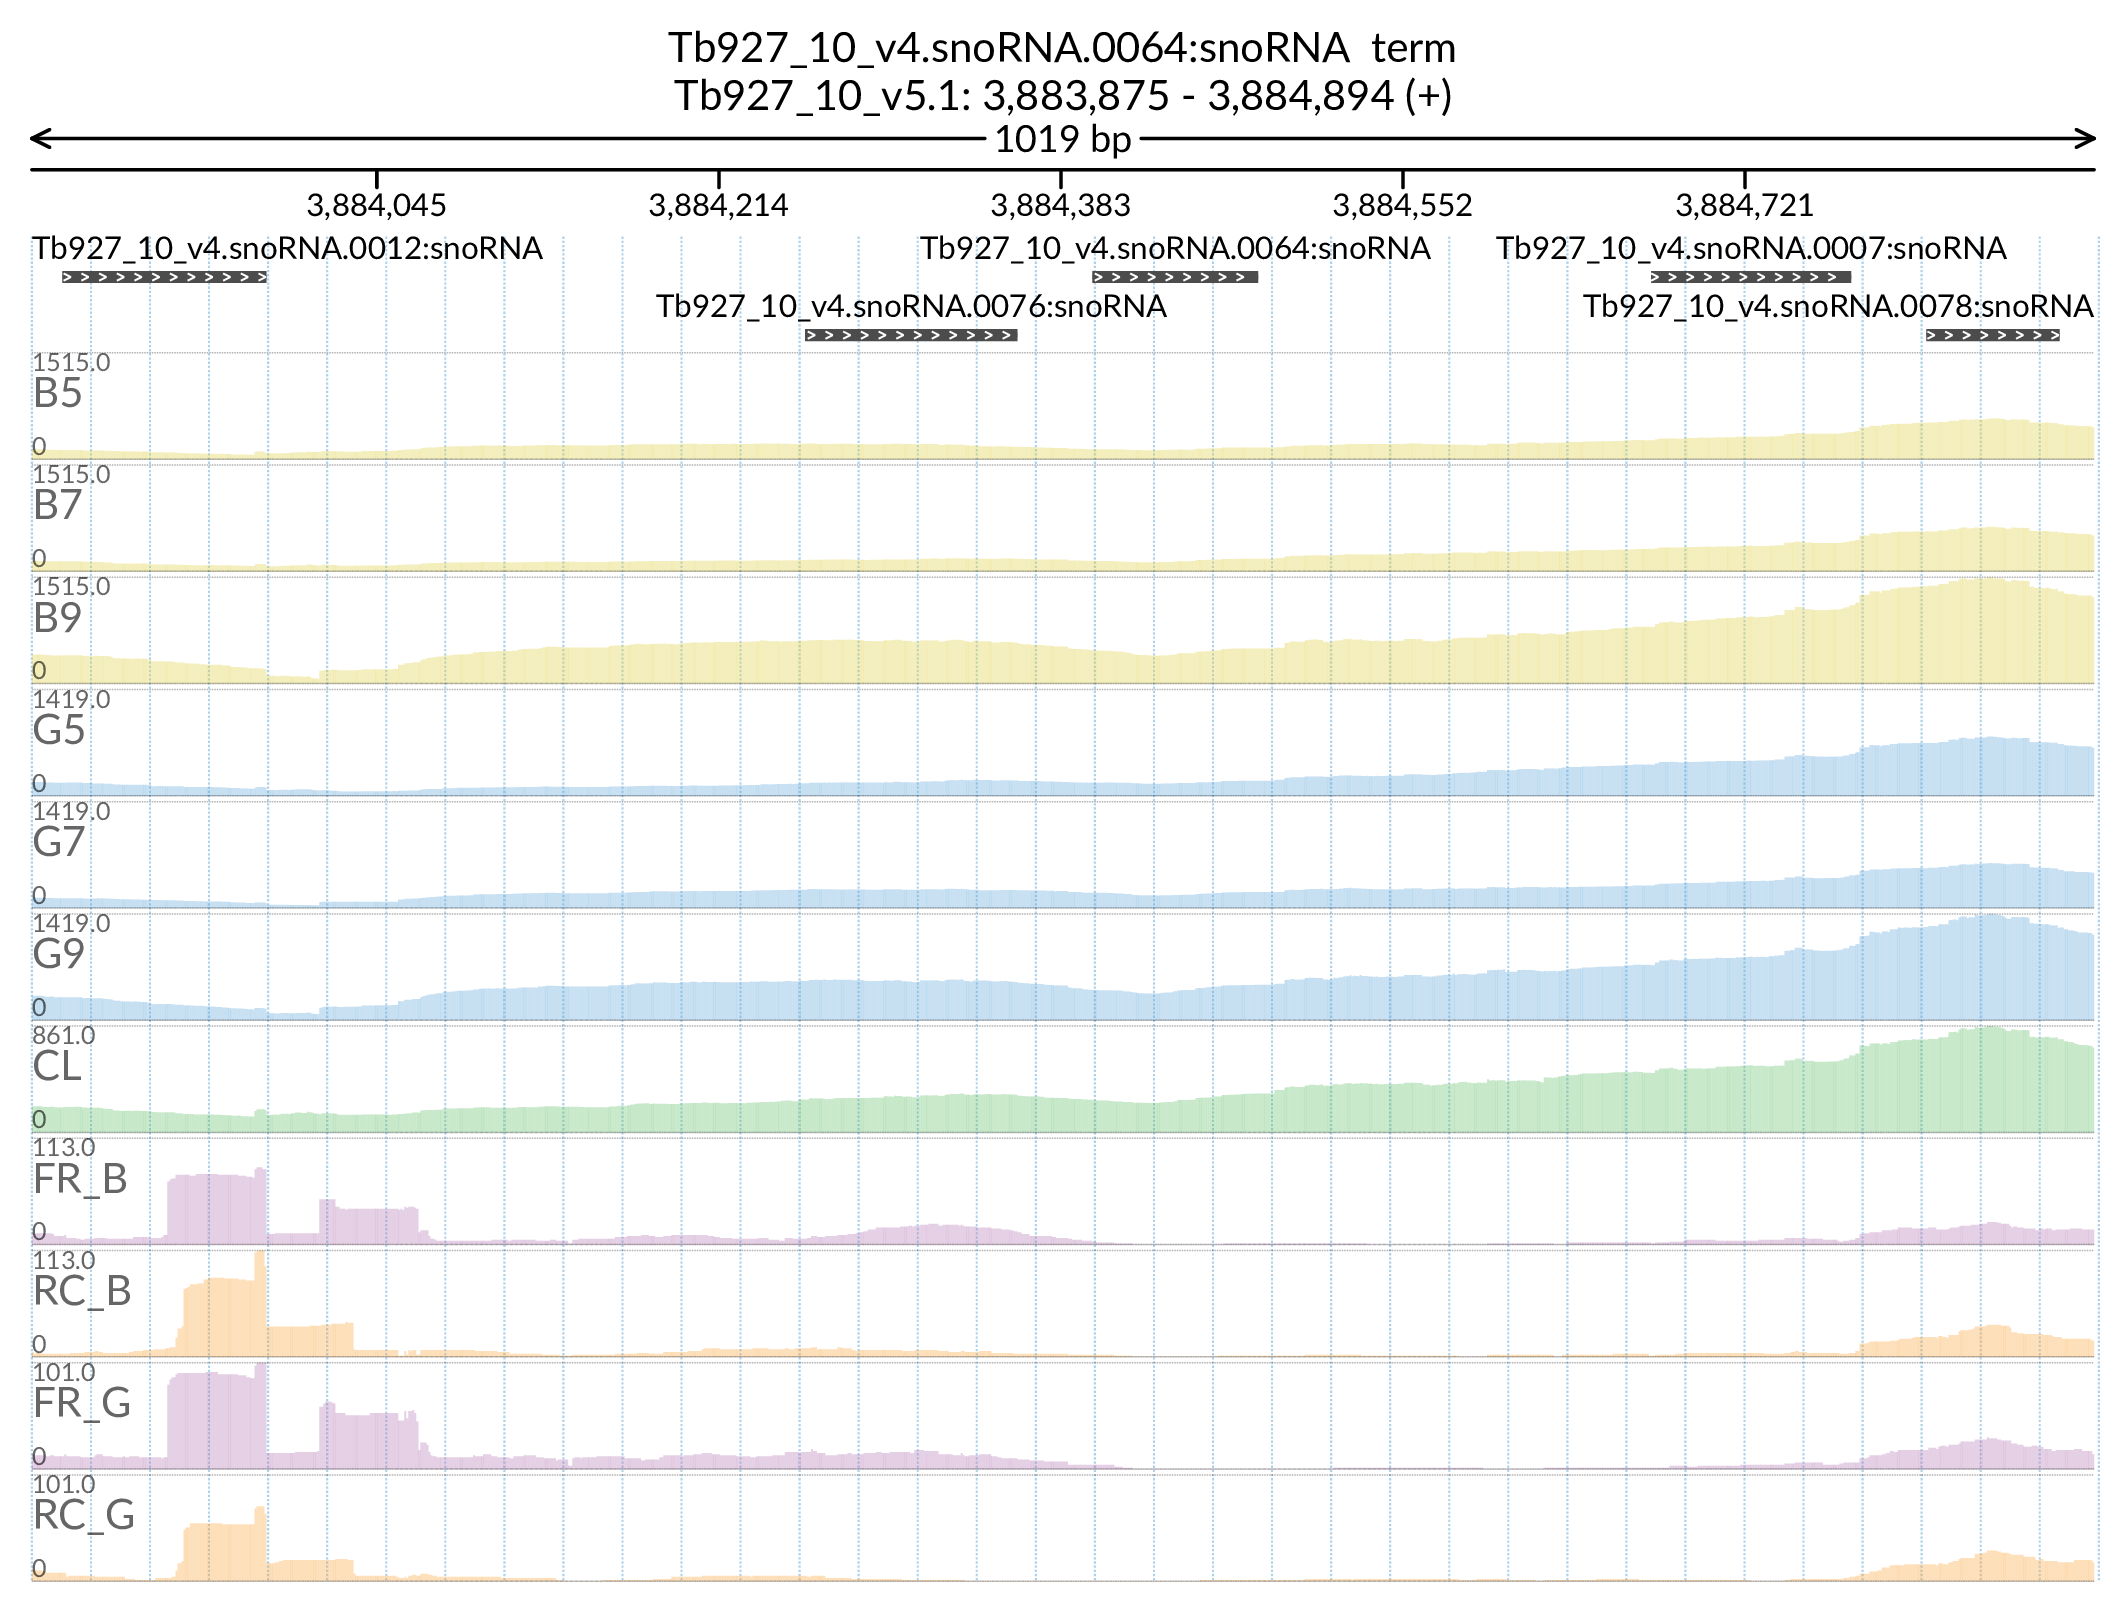 Tb927_10_v4.snoRNA.0064:snoRNA term
Tb927_10_v5.1: 3,883,875 - 3,884,894 (+)
1019 bp
3,884,045 3,884,214 3,884,383 3,884,552 3,884,721
Tb927_10_v4.snoRNA.0012:snoRNA Tb927_10_v4.snoRNA.0064:snoRNA Tb927_10_v4.snoRNA.0007:snoRNA
Tb927_10_v4.snoRNA.0076:snoRNA Tb927_10_v4.snoRNA.0078:snoRNA
1515.0
B5
0
1515.0
B7
0
1515.0
B9
0
1419.0
G5
0
1419.0
G7
0
1419.0
G9
0
861.0
CL
0
113.0
FR_B
0
113.0
RC_B
0
101.0
FR_G
0
101.0
RC_G
0